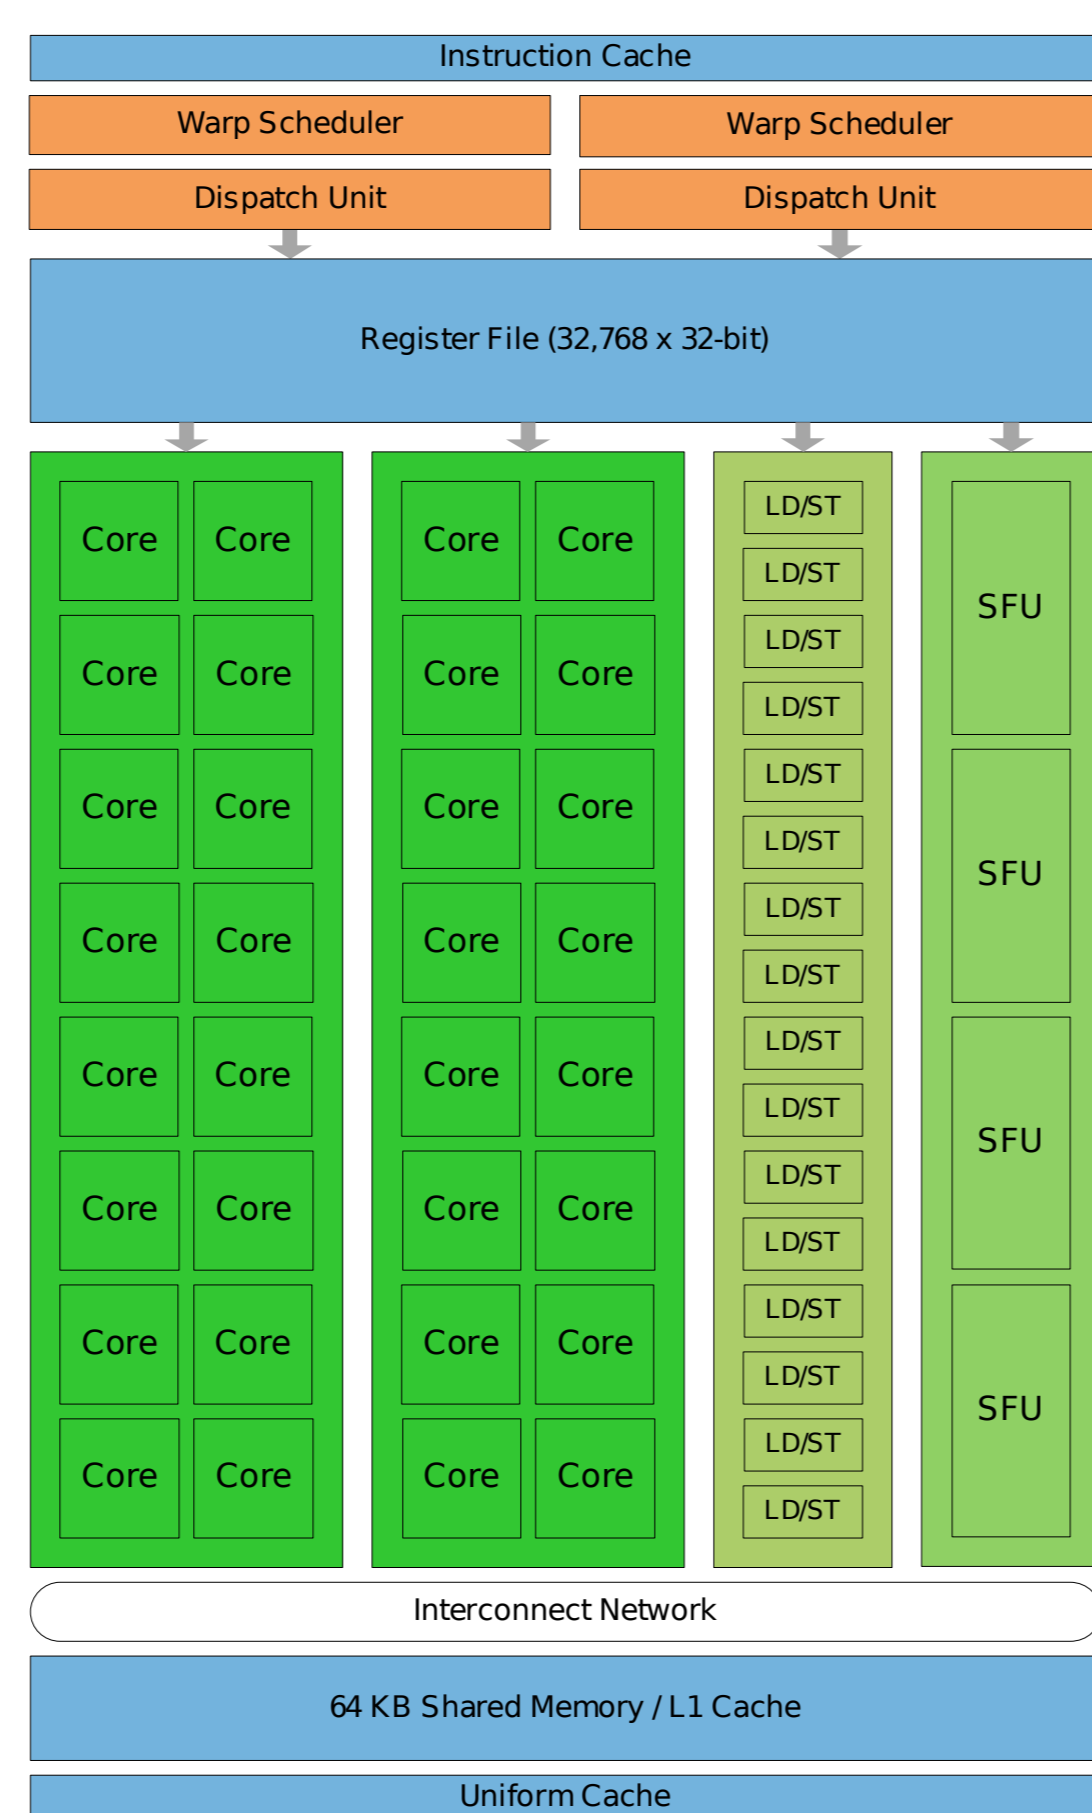 Instruction Cache
Warp Scheduler Warp Scheduler
Dispatch Unit Dispatch Unit
Register File (32,768 x 32-bit)
Core Core Core Core LD/ST SFU
LD/ST
Core Core Core Core LD/ST
LD/ST
Core Core Core Core LD/ST SFU
LD/ST
Core Core Core Core LD/ST
LD/ST
Core Core Core Core LD/ST SFU
LD/ST
Core Core Core Core LD/ST
LD/ST
Core Core Core Core LD/ST SFU
LD/ST
Core Core Core Core LD/ST
LD/ST
Interconnect Network
64 KB Shared Memory / L1 Cache
Uniform Cache